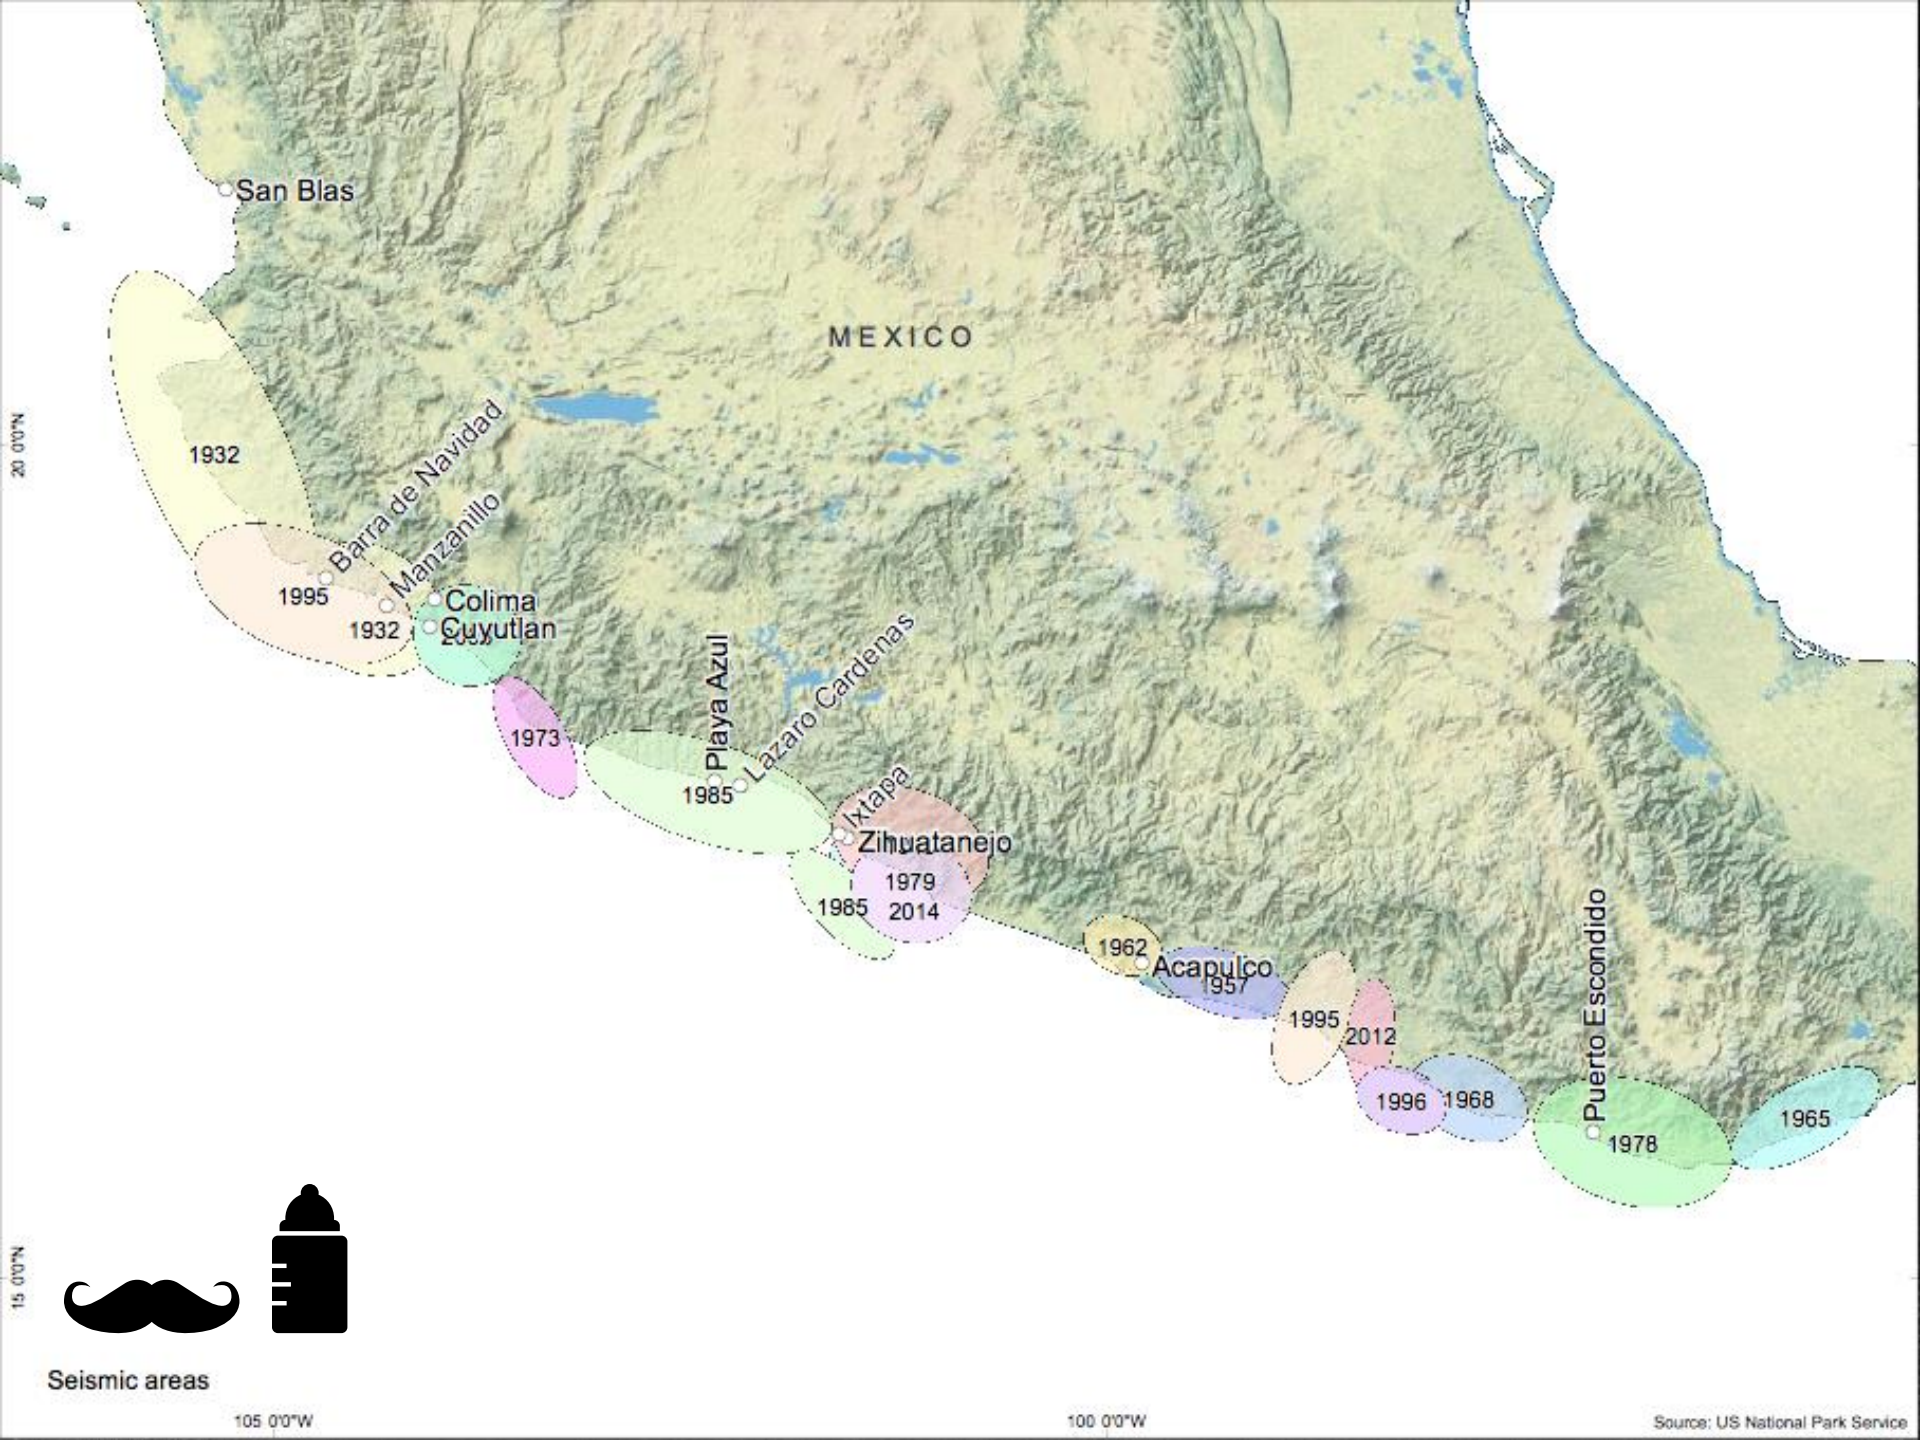 San Blas
MEXICO
20 0'0"N
1932
Barra de Navidad
Manzanillo
1995
Colima
1932
Cuyutlan
Playa Azul
Lazaro Cardenas
1973
1985
Ixtapa
Zihuatanejo
1979
1985
2014
1962
Acapulco
1957
1995
2012
Puerto Escondido
1996
1968
1978
1965
15 0'0"N
Seismic areas
105 0'0"W
100 0'0"W
Source: US National Park Service